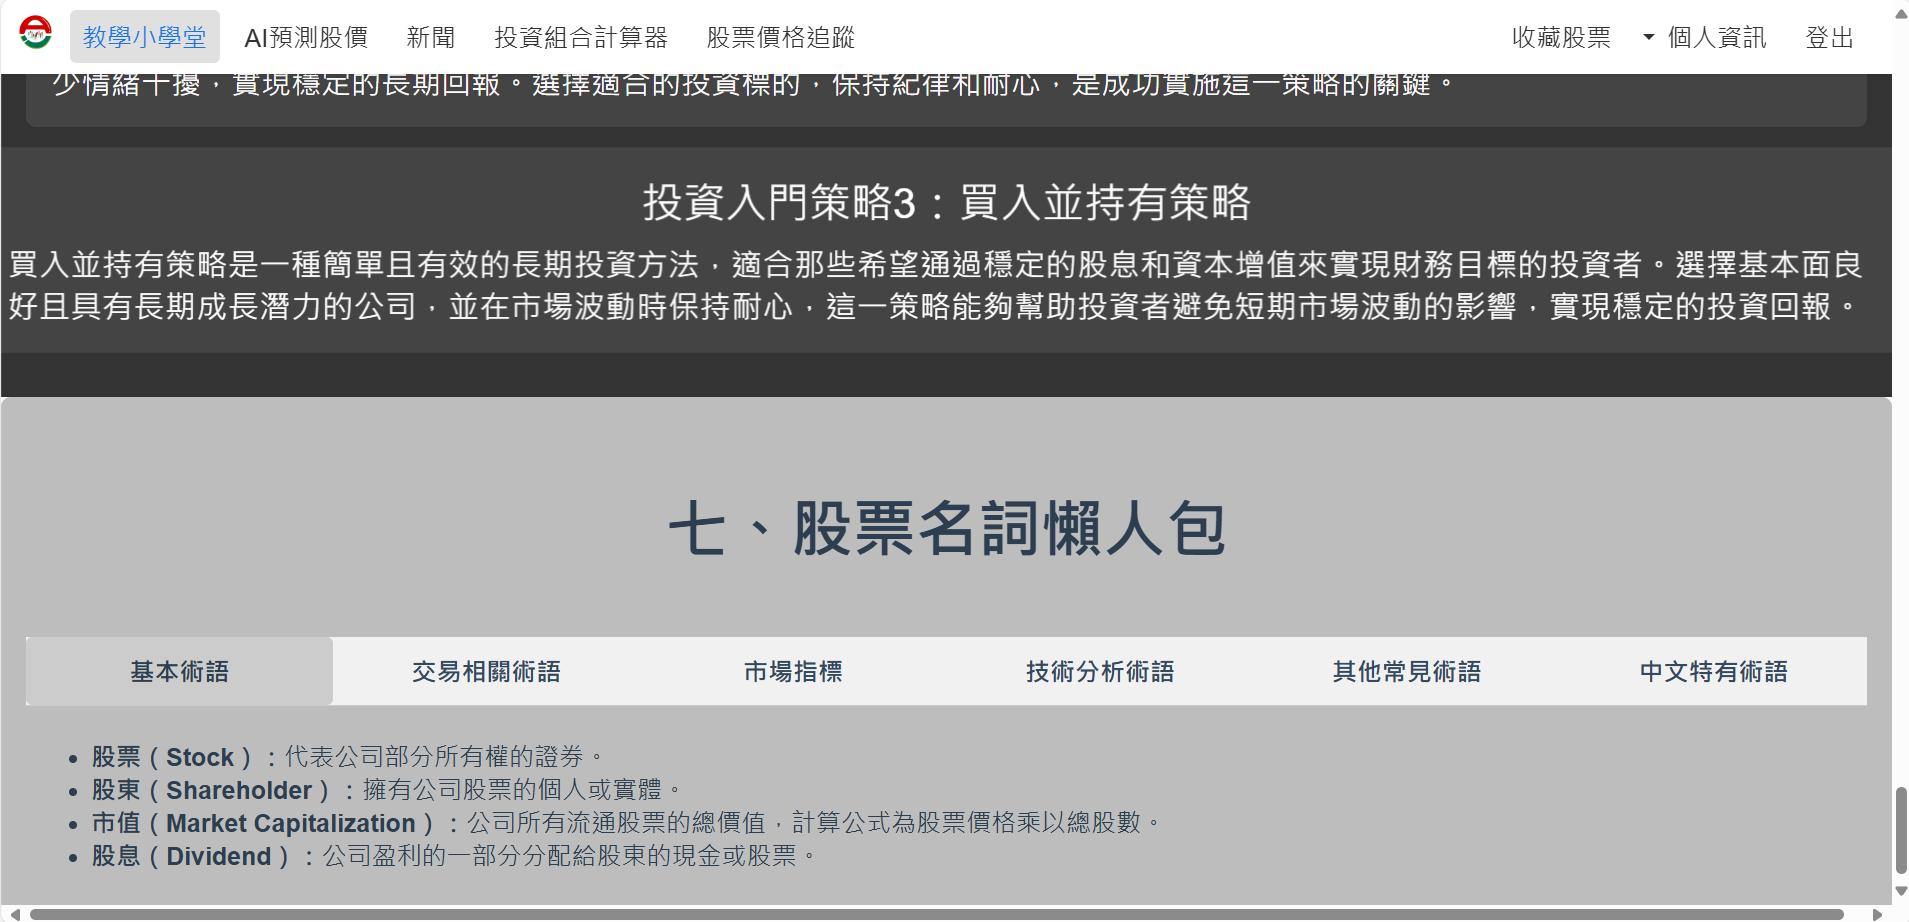 教學小學堂 AI預測股價 新聞 投資組合計算器 股票價格追蹤 收藏股票 個人資訊 登出
少情緒干擾，實現穩定的長期回報。選擇適合的投資標的，保持紀律和耐心，是成功實施這一策略的關鍵。
投資入門策略3：買入並持有策略
買入並持有策略是一種簡單且有效的長期投資方法，適合那些希望通過穩定的股息和資本增值來實現財務目標的投資者。選擇基本面良
好且具有長期成長潛力的公司，並在市場波動時保持耐心，這一策略能夠幫助投資者避免短期市場波動的影響，實現穩定的投資回報。
七、股票名詞懶人包
基本術語 交易相關術語 市場指標 技術分析術語 其他常見術語 中文特有術語
股票（Stock）：代表公司部分所有權的證券。
股東（Shareholder）：擁有公司股票的個人或實體。
市值（Market Capitalization）：公司所有流通股票的總價值，計算公式為股票價格乘以總股數。
股息（Dividend）：公司盈利的一部分分配給股東的現金或股票。